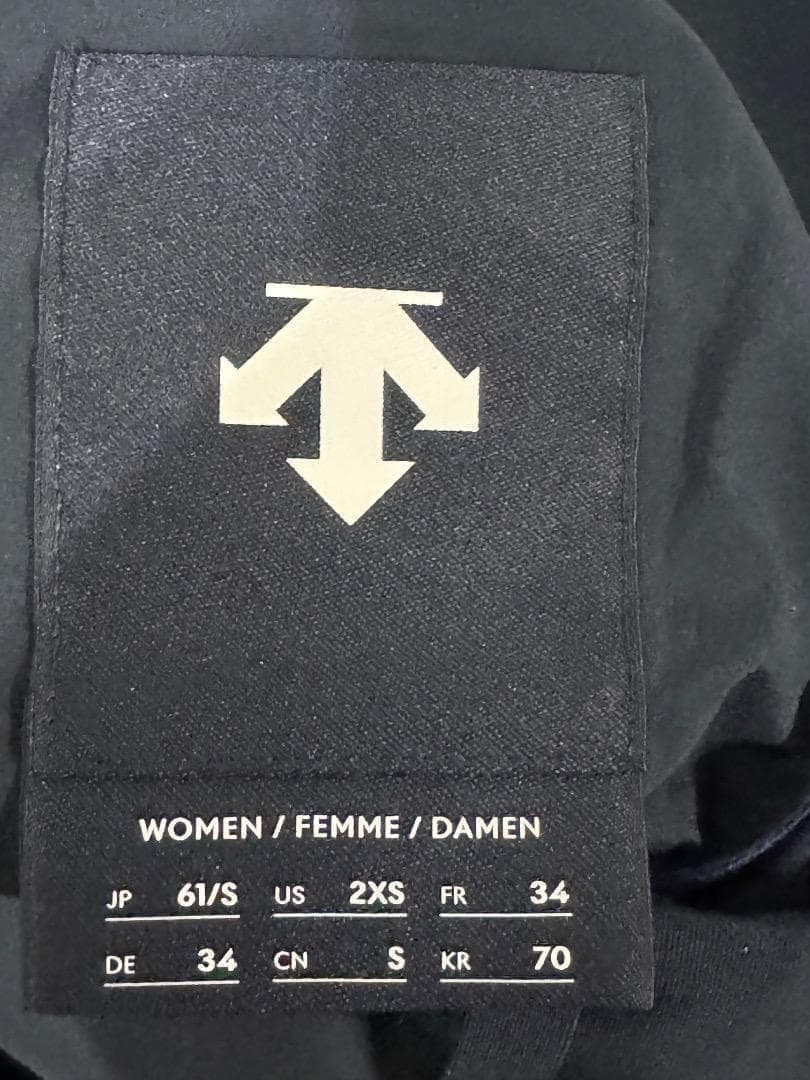 WOMEN / FEMME / DAMEN
JP 61/S US 2XS FR 34
DE 34 CN S KR 70